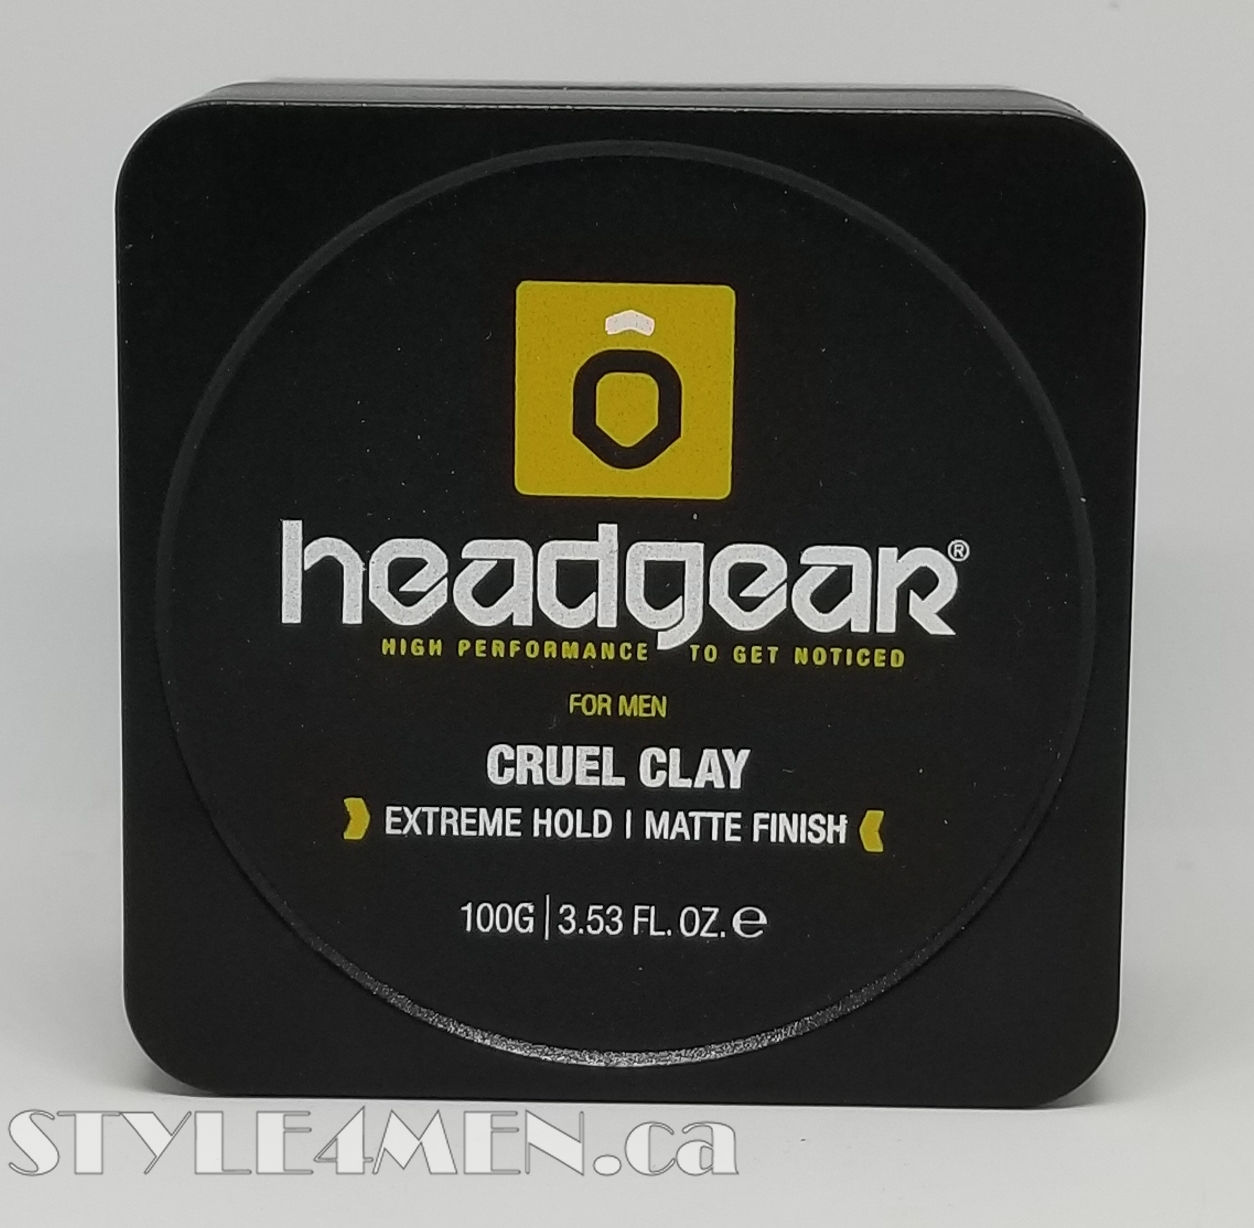 headgear®
HIGH PERFORMANCE TO GET NOTICED
FOR MEN
CRUEL CLAY
EXTREME HOLD | MATTE FINISH
100G | 3.53 FL. OZ. ℮
STYLE4MEN.ca